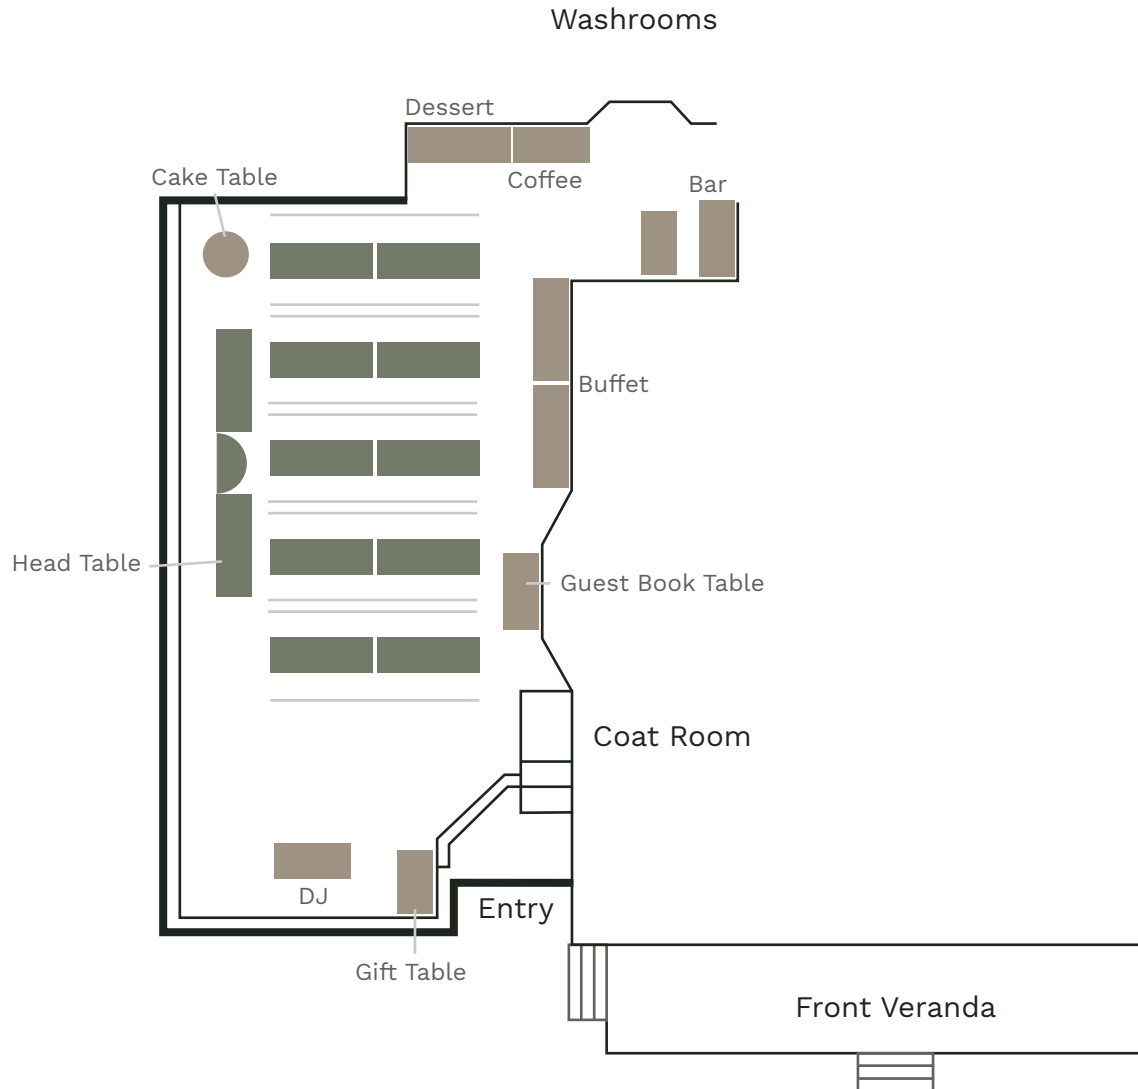 Washrooms
Dessert
Cake Table
Coffee
Bar
Buffet
Head Table
Guest Book Table
Coat Room
DJ
Entry
Gift Table
Front Veranda